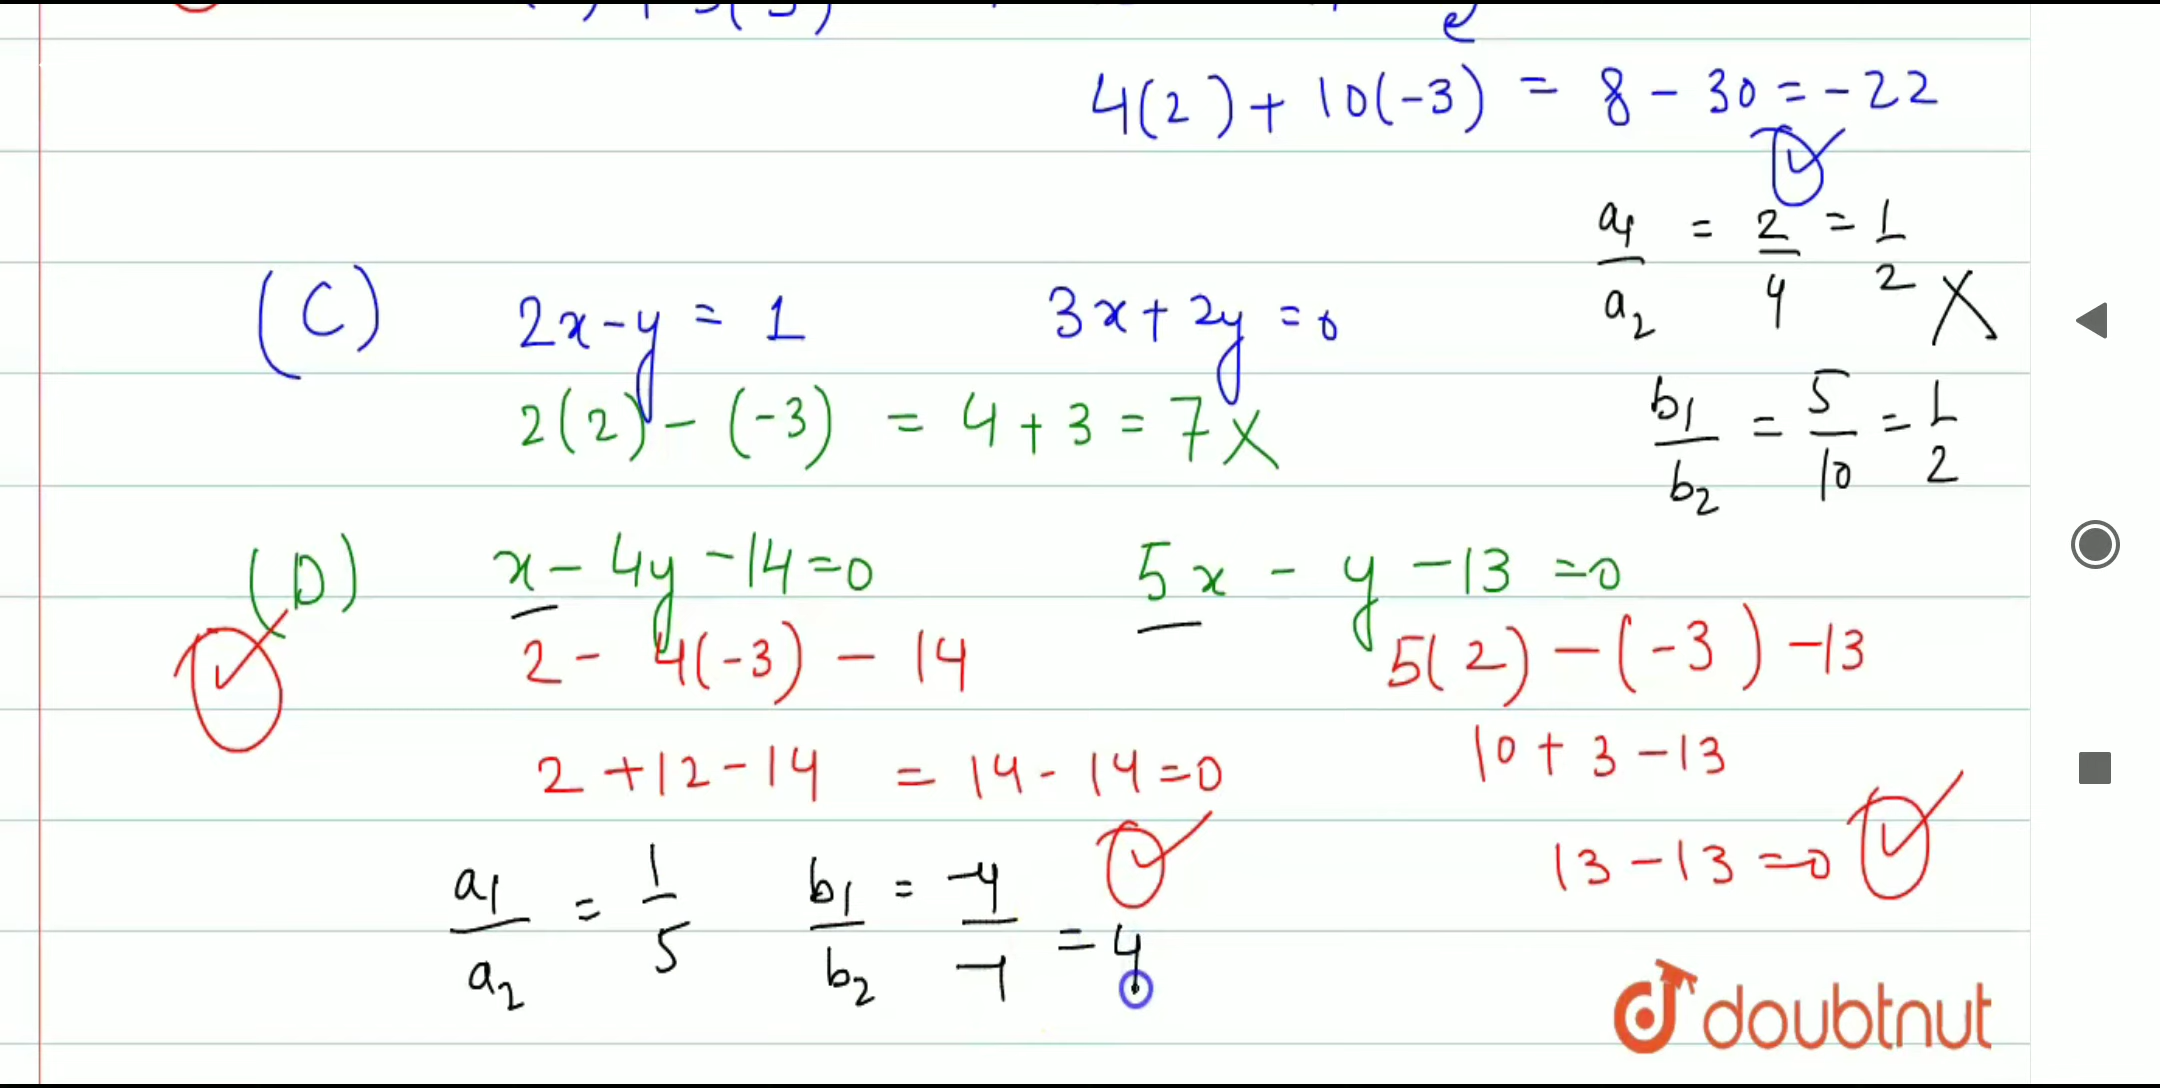 4(2) + 10(-3) = 8 - 30 = -22
a1/a2 = 2/4 = 1/2 X
(C) 2x - y = 1 3x + 2y = 0
2(2) - (-3) = 4 + 3 = 7 X
b1/b2 = 5/10 = 1/2
(D) x - 4y - 14 = 0 5x - y - 13 = 0
2 - 4(-3) - 14 5(2) - (-3) - 13
2 + 12 - 14 = 14 - 14 = 0 10 + 3 - 13
13 - 13 = 0
a1/a2 = 1/5 b1/b2 = -4/-1 = 4
doubtnut